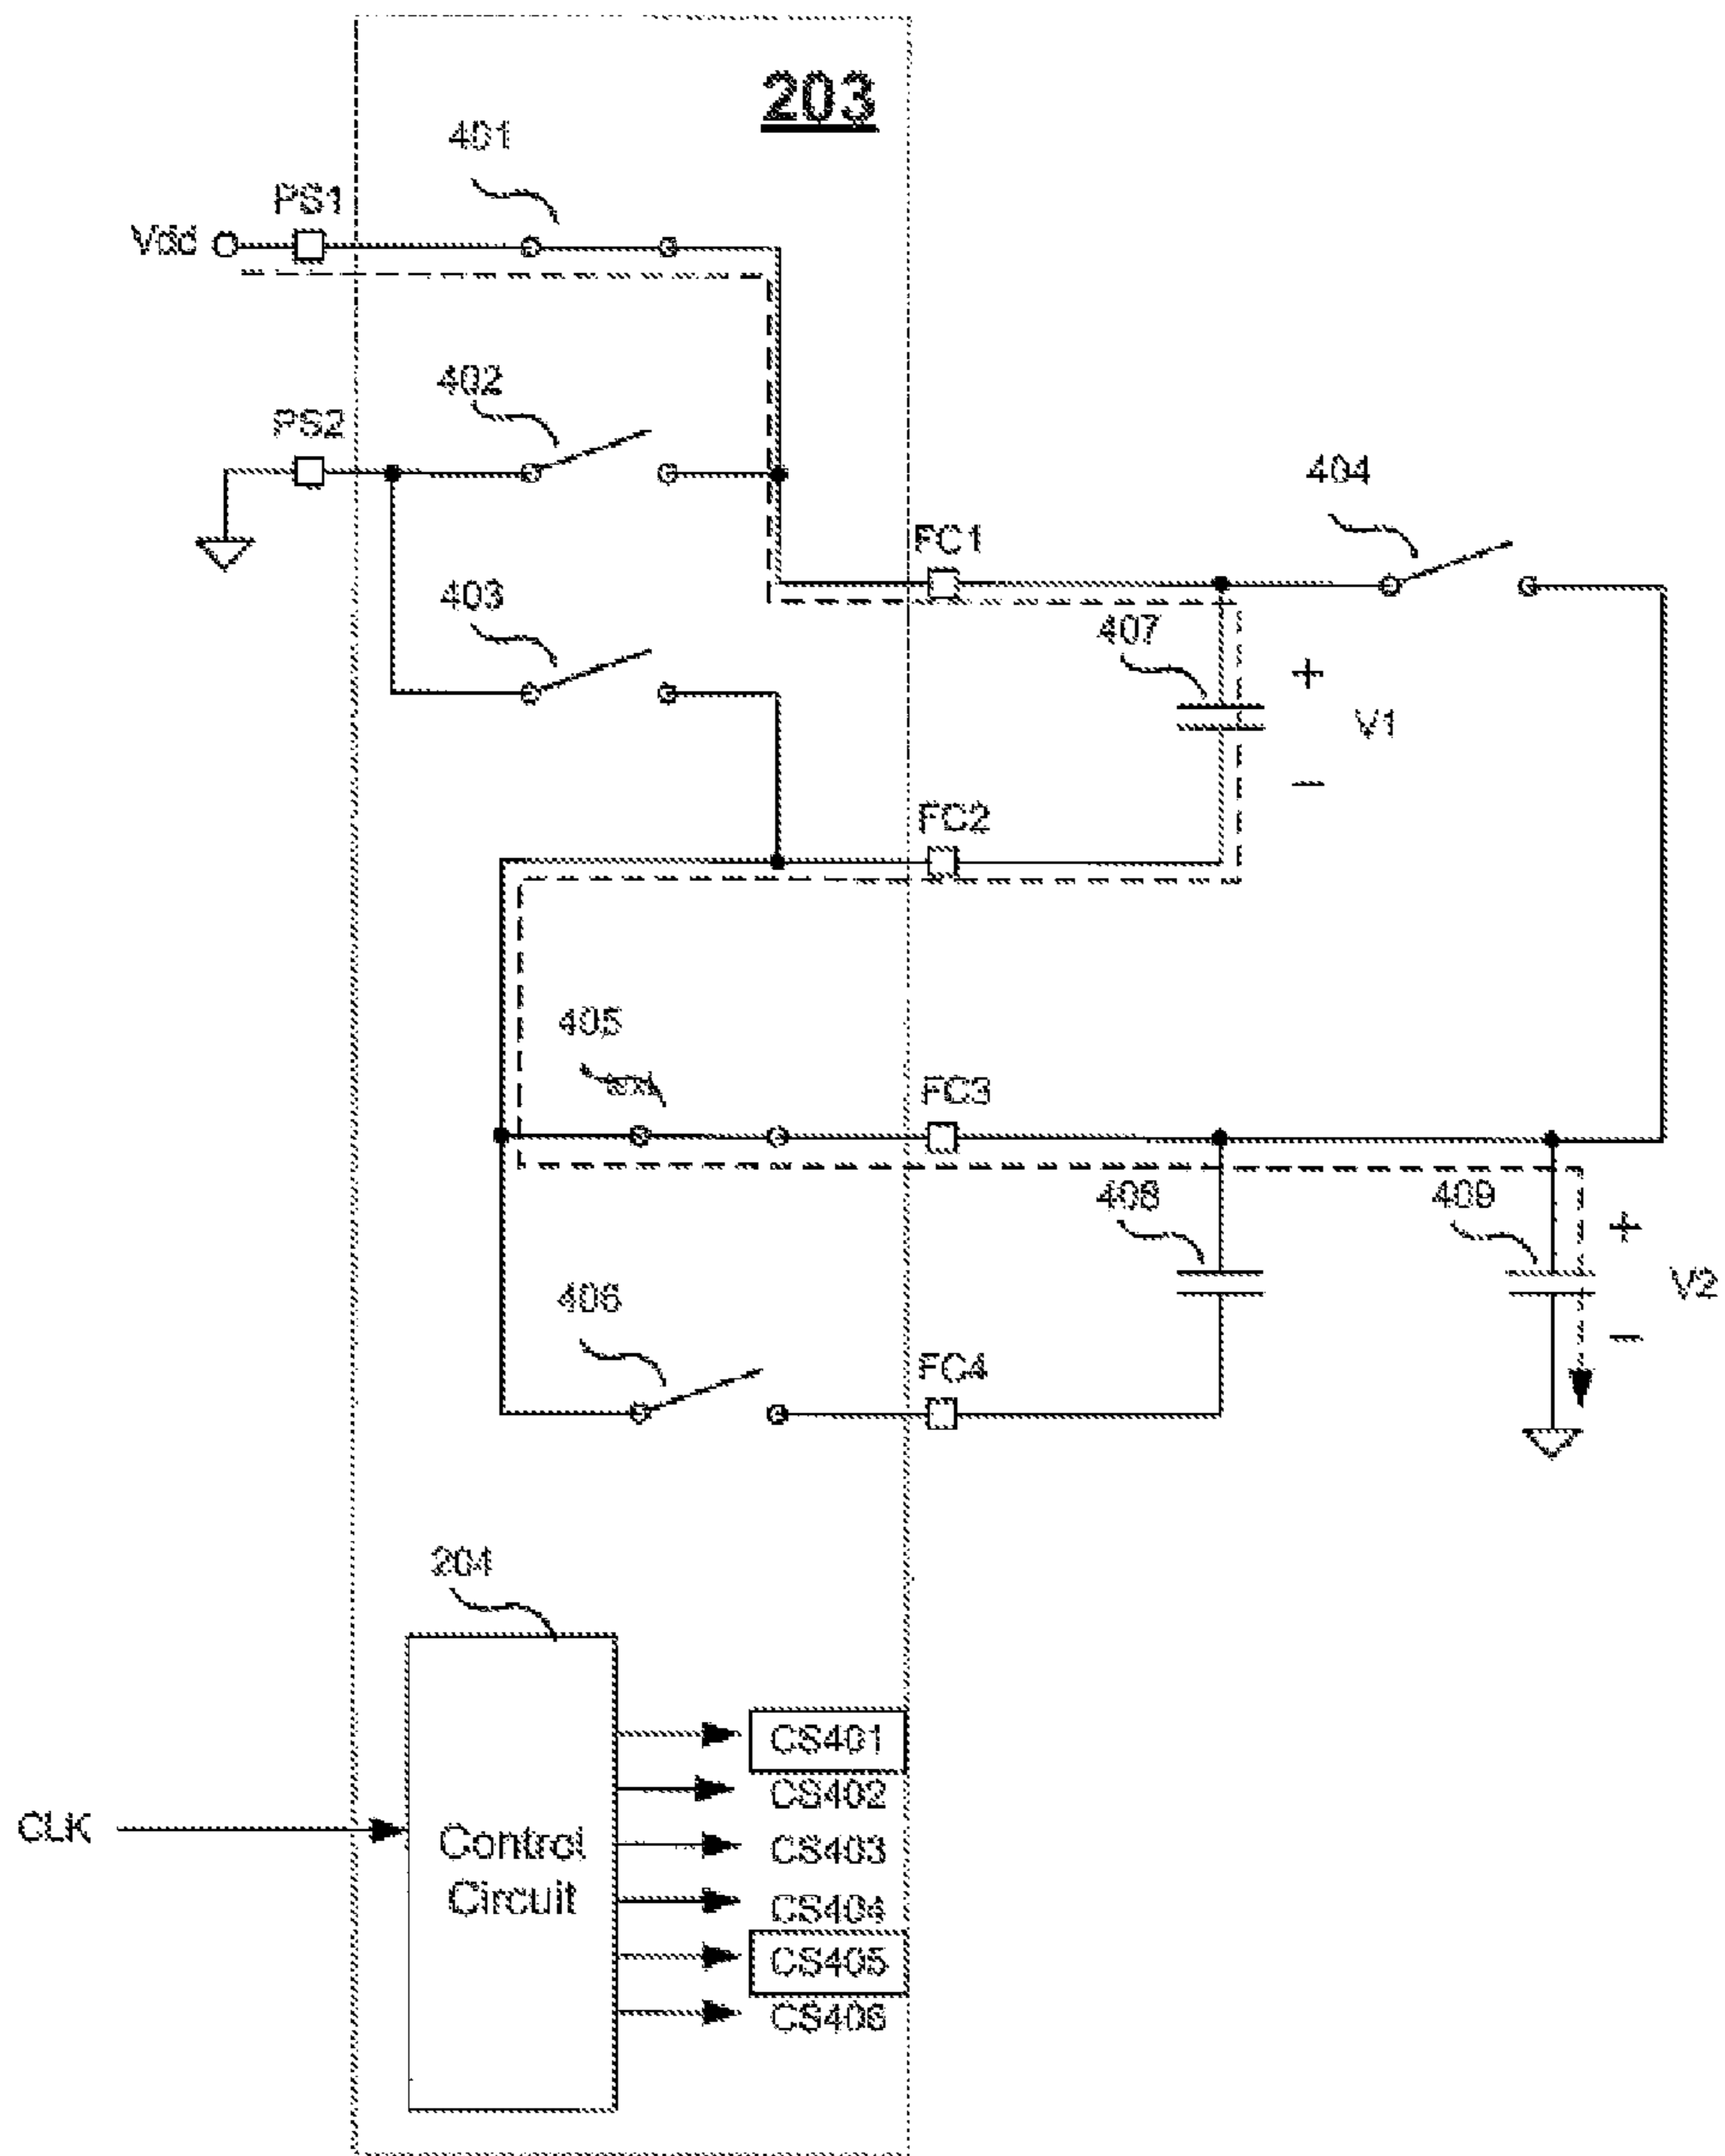 203
401
PS1
Vdd
402
PS2
404
FC1
403
407
+
V1
−
FC2
405
FC3
408
409
+
V2
−
406
FC4
204
CS401
CS402
CLK
Control
Circuit
CS403
CS404
CS405
CS406